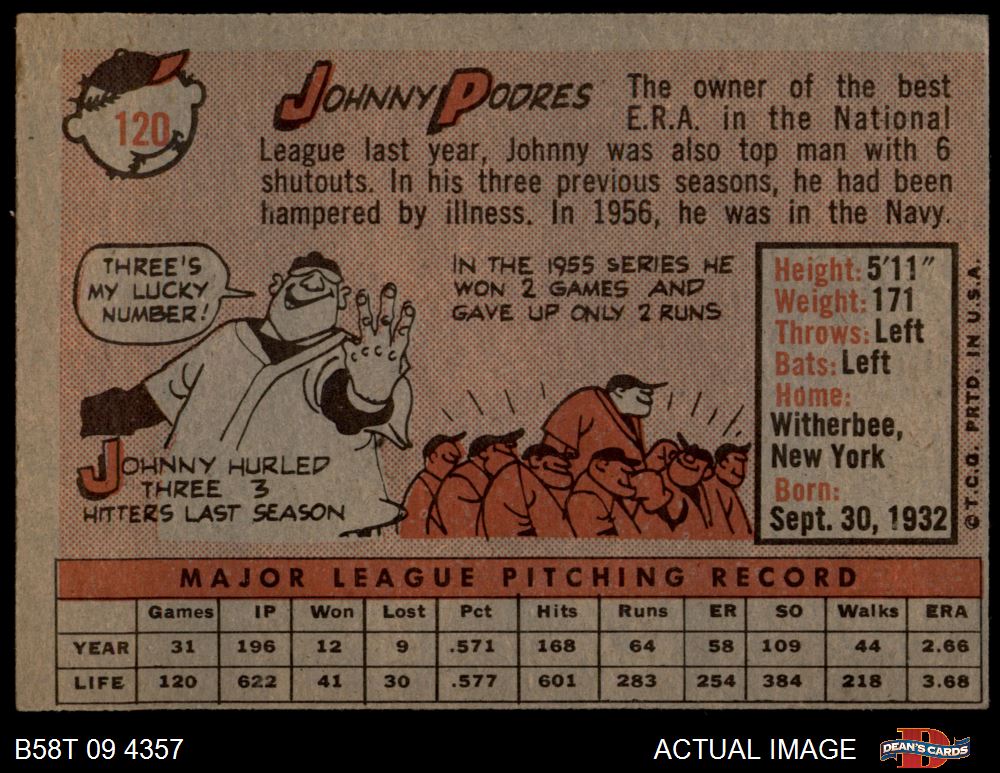 120
JOHNNY PODRES
The owner of the best
E.R.A. in the National
League last year, Johnny was also top man with 6
shutouts. In his three previous seasons, he had been
hampered by illness. In 1956, he was in the Navy.
THREE'S
MY LUCKY
NUMBER!
IN THE 1955 SERIES HE
WON 2 GAMES AND
GAVE UP ONLY 2 RUNS
JOHNNY HURLED
THREE 3
HITTERS LAST SEASON
Height: 5'11"
Weight: 171
Throws: Left
Bats: Left
Home:
Witherbee,
New York
Born:
Sept. 30, 1932
© T.C.G. PRTD. IN U.S.A.
MAJOR LEAGUE PITCHING RECORD
Games IP Won Lost Pct Hits Runs ER SO Walks ERA
YEAR 31 196 12 9 .571 168 64 58 109 44 2.66
LIFE 120 622 41 30 .577 601 283 254 384 218 3.68
B58T 09 4357
ACTUAL IMAGE
DEAN'S CARDS